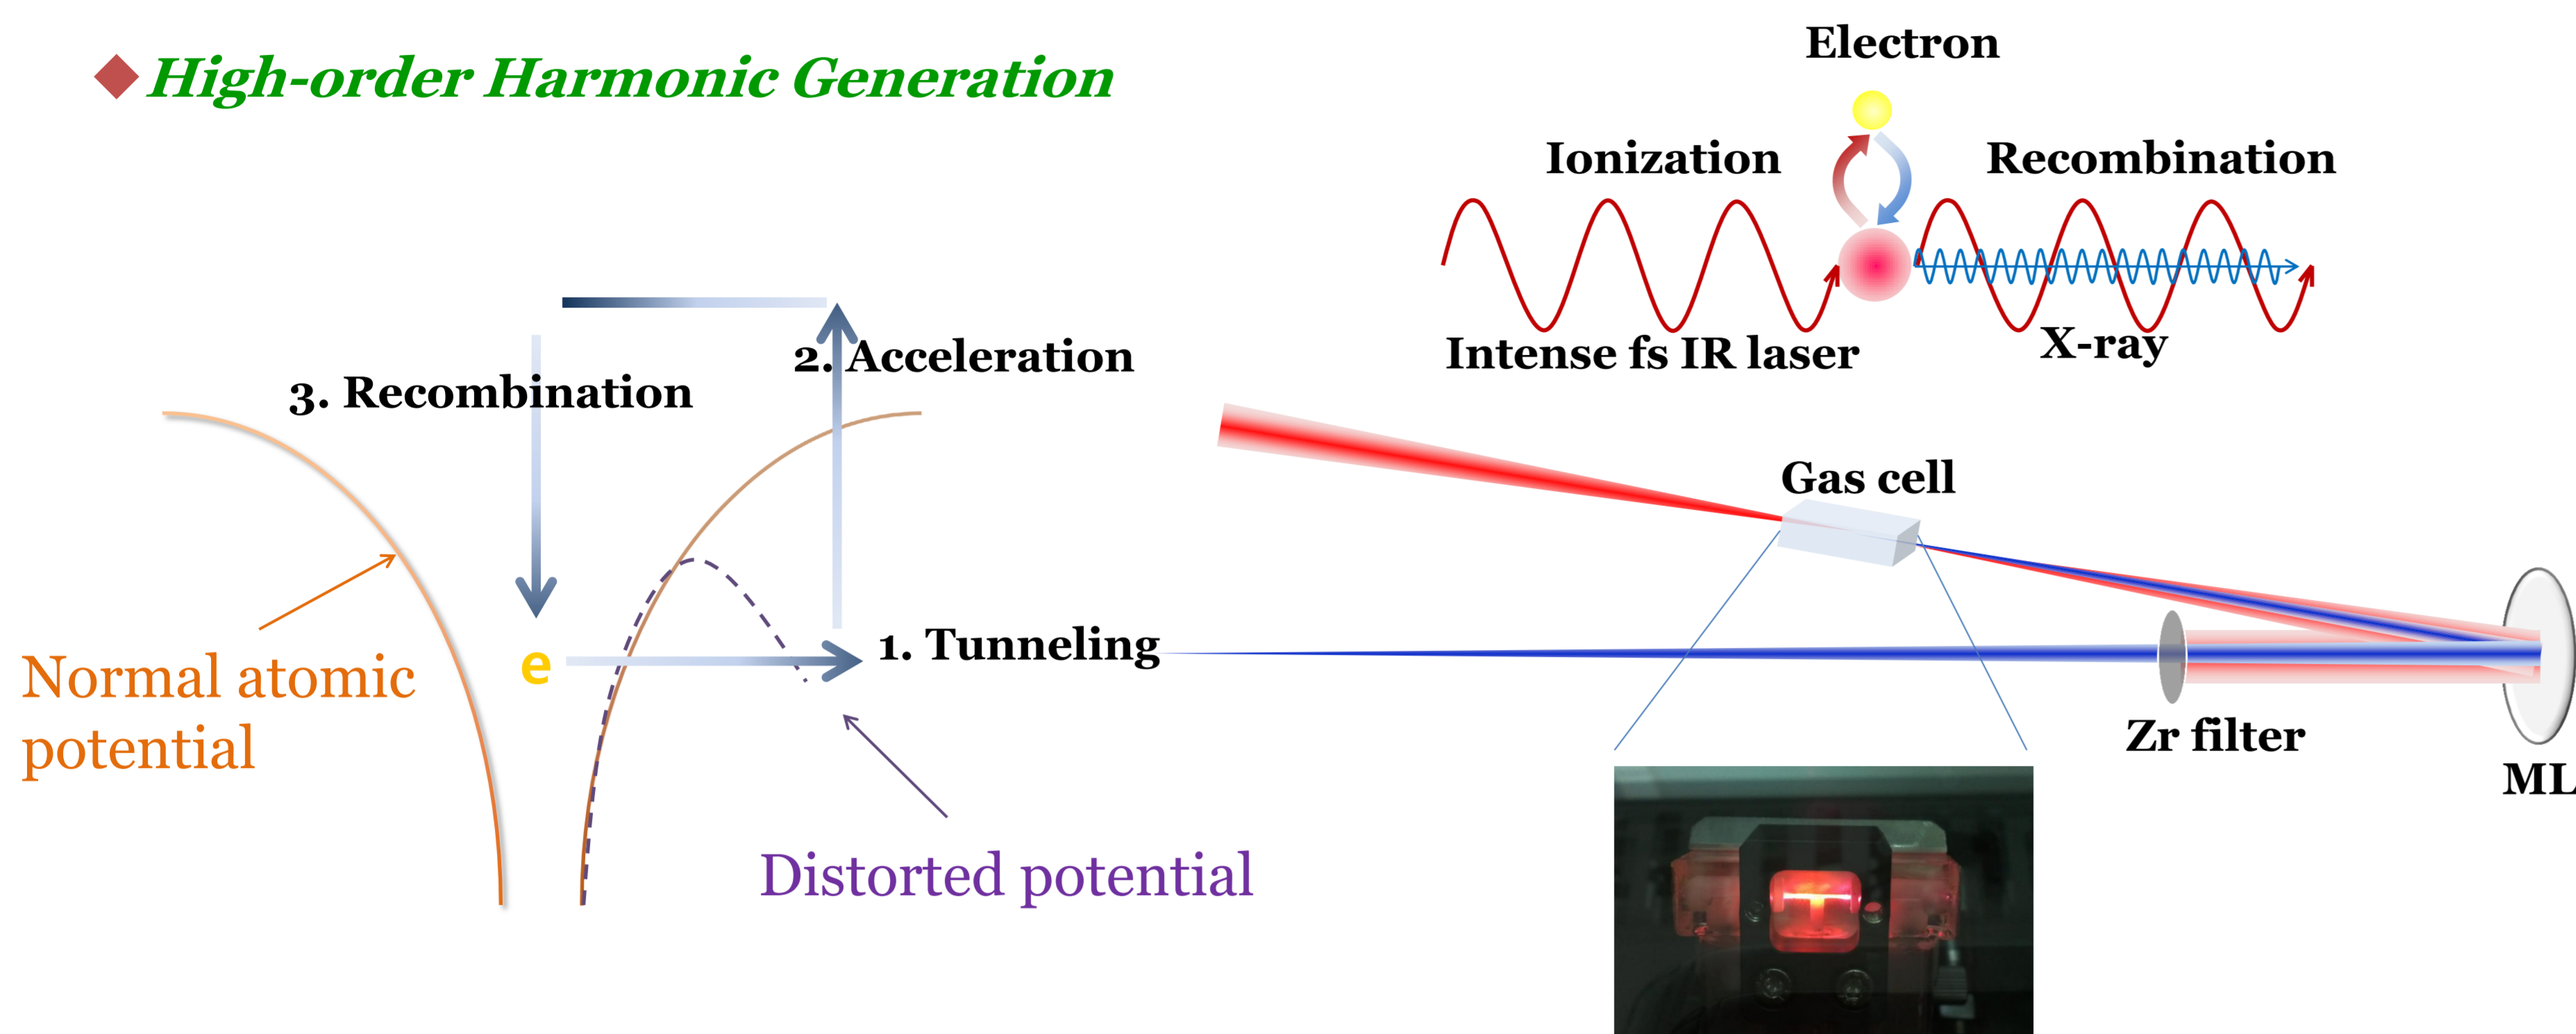 High-order Harmonic Generation
Electron
Ionization
Recombination
Intense fs IR laser
X-ray
2. Acceleration
3. Recombination
e
1. Tunneling
Normal atomic
potential
Distorted potential
Gas cell
Zr filter
ML